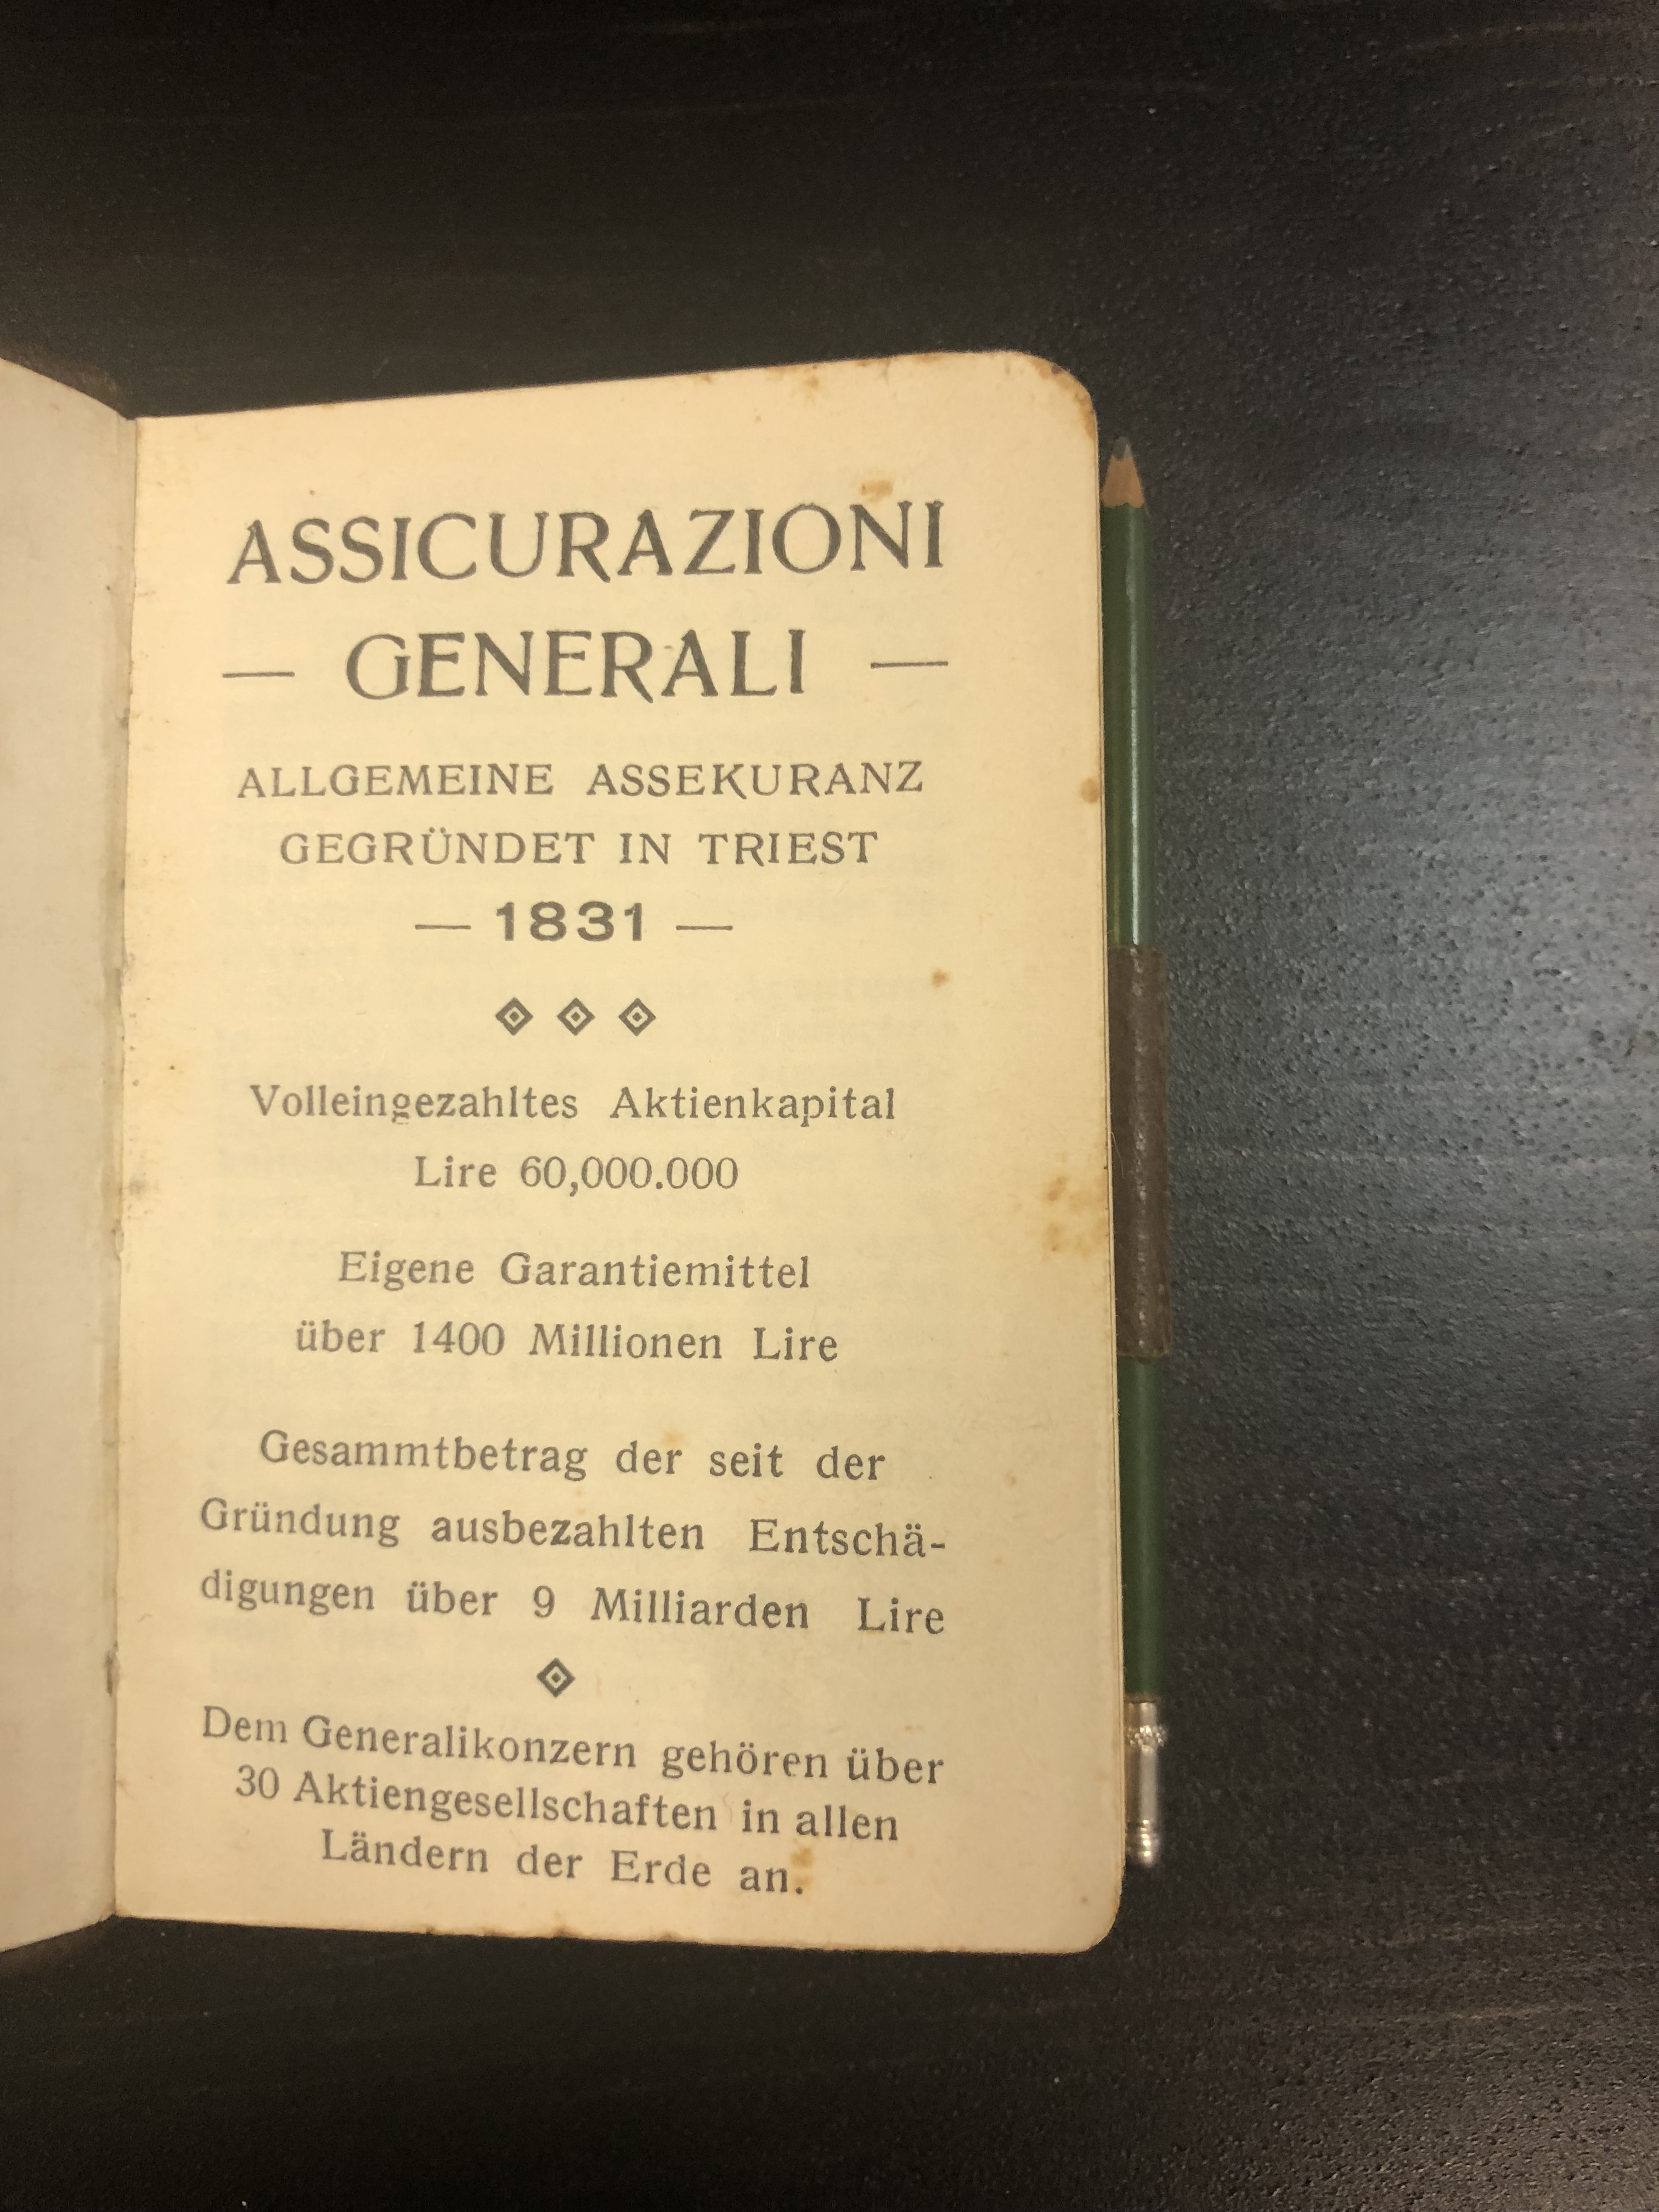 ASSICURAZIONI
— GENERALI —
ALLGEMEINE ASSEKURANZ
GEGRÜNDET IN TRIEST
— 1831 —
Volleingezahltes Aktienkapital
Lire 60,000.000
Eigene Garantiemittel
über 1400 Millionen Lire
Gesammtbetrag der seit der
Gründung ausbezahlten Entschä-
digungen über 9 Milliarden Lire
Dem Generalikonzern gehören über
30 Aktiengesellschaften in allen
Ländern der Erde an.